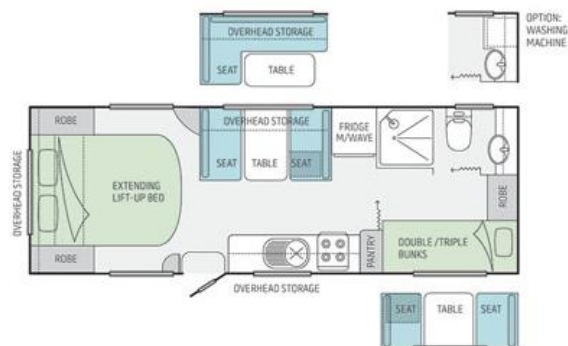 OVERHEAD STORAGE
SEAT
TABLE
OPTION:
WASHING
MACHINE
ROBE
OVERHEAD STORAGE
SEAT
TABLE
SEAT
FRIDGE
M/WAVE
OVERHEAD STORAGE
EXTENDING
LIFT-UP BED
ROBE
ROBE
PANTRY
DOUBLE /TRIPLE
BUNKS
OVERHEAD STORAGE
SEAT
TABLE
SEAT